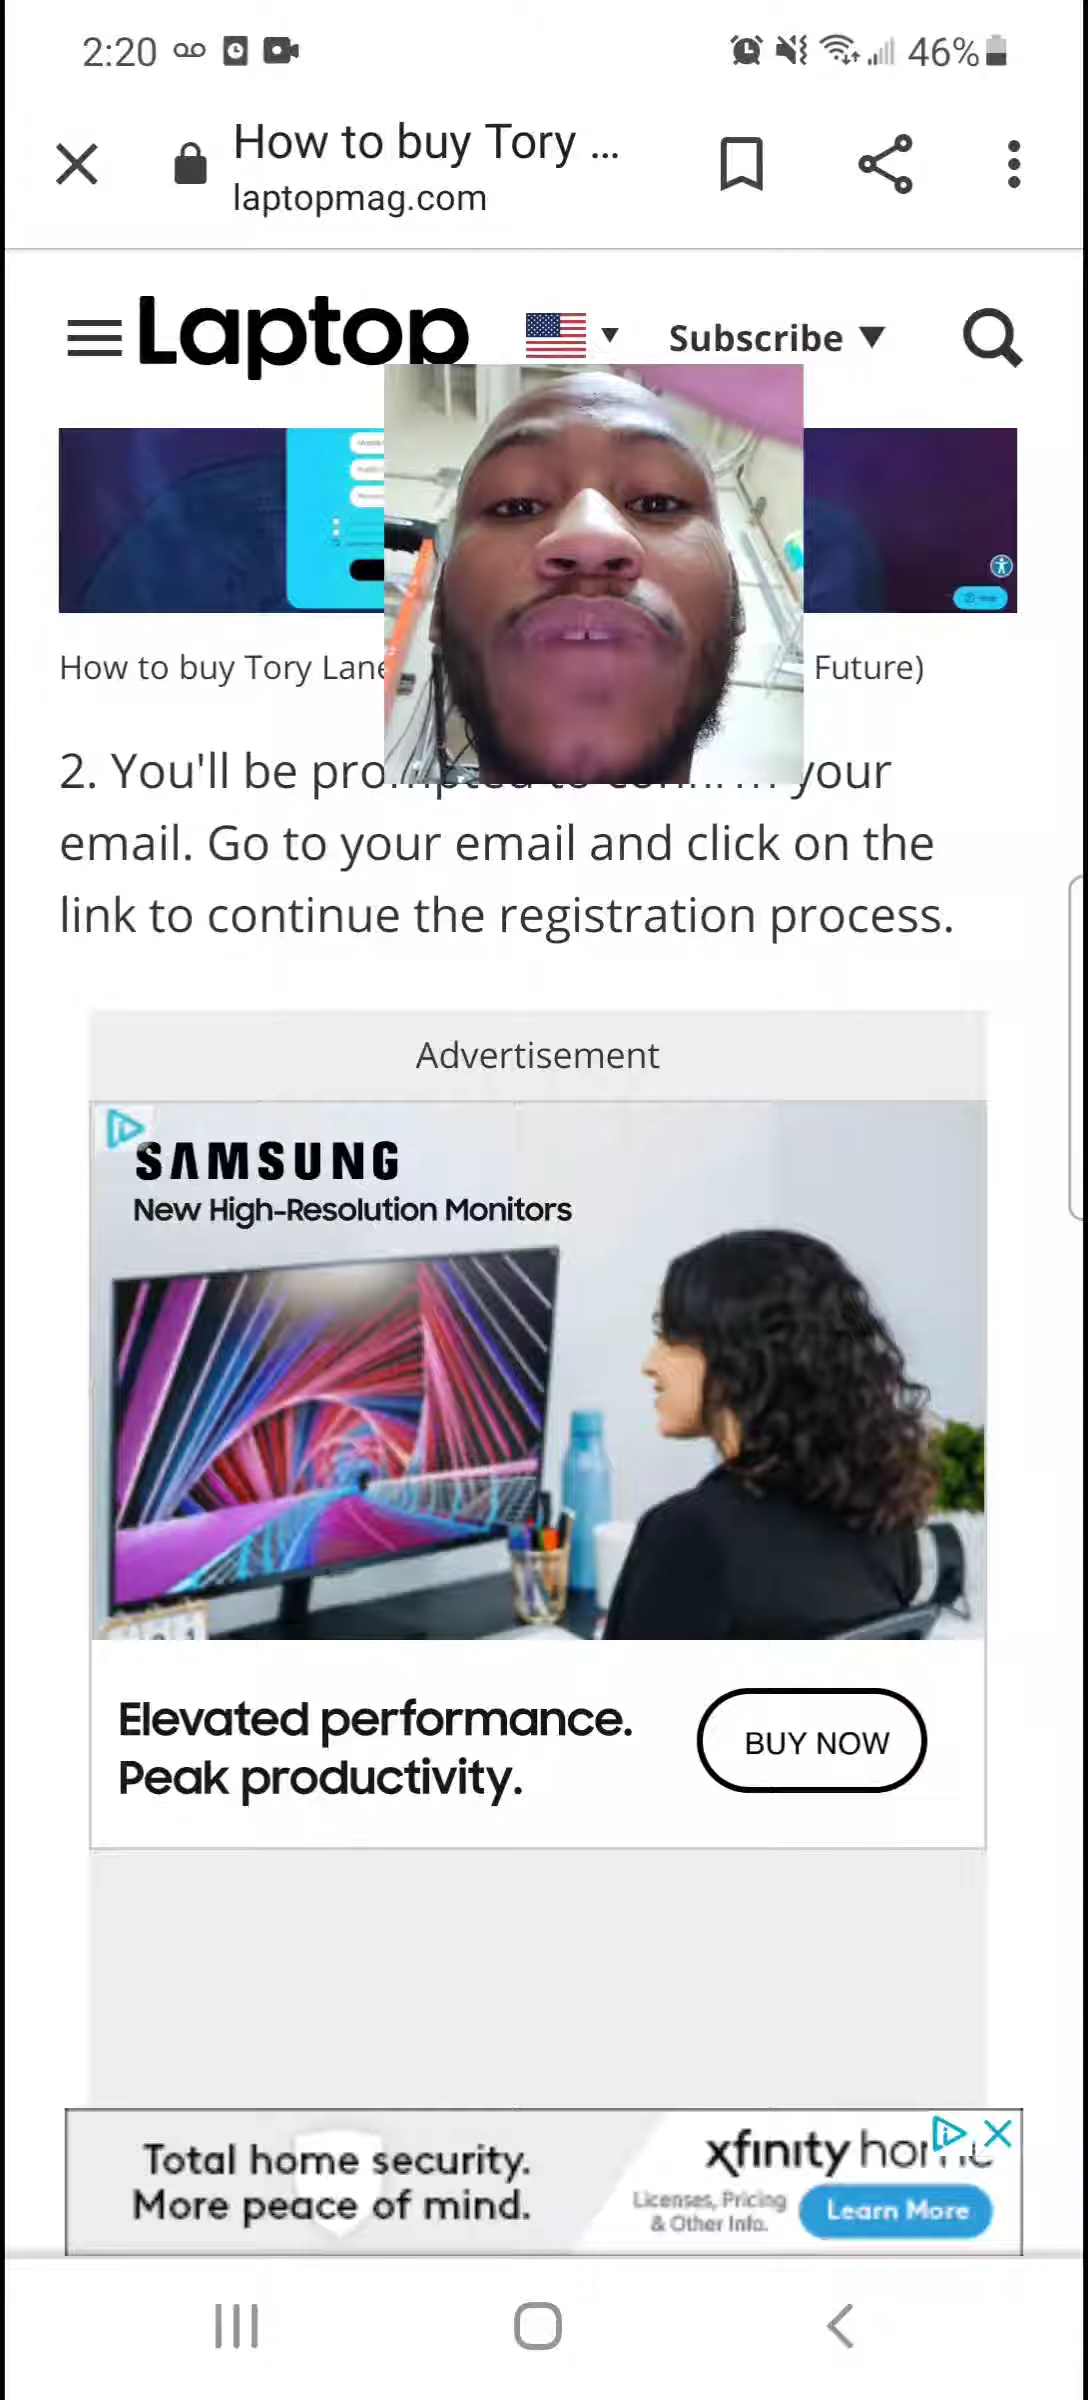 2:20 46%
How to buy Tory ...
laptopmag.com
Laptop Subscribe
How to buy Tory Future)
2. You'll be your
email. Go to your email and click on the
link to continue the registration process.
Advertisement
SAMSUNG
New High-Resolution Monitors
Elevated performance.
Peak productivity.
BUY NOW
Total home security.
More peace of mind.
xfinity
Licenses, Pricing
& Other Info.
Learn More